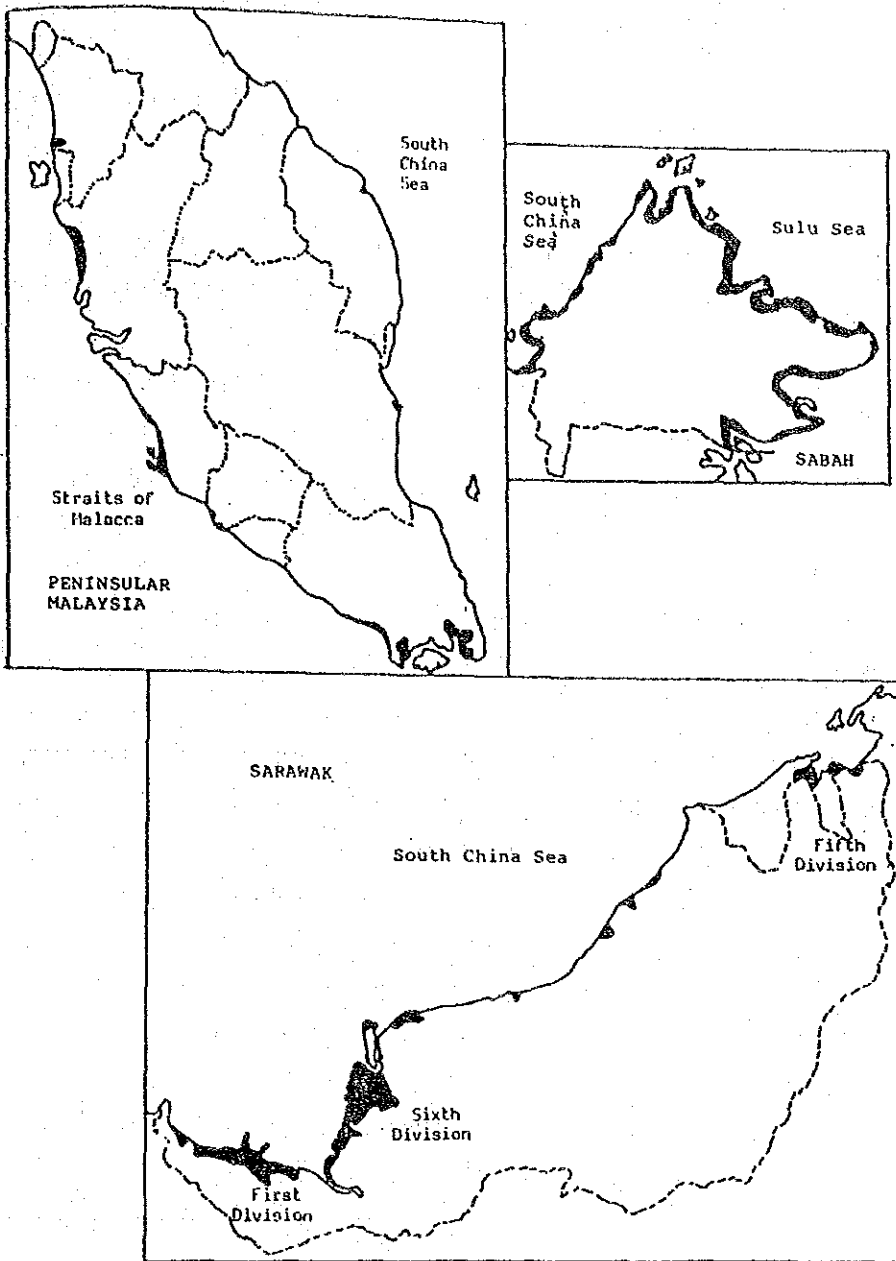 South
China
Sea
Straits of
Malacca
PENINSULAR
MALAYSIA
South
China
Sea
Sulu Sea
SABAH
SARAWAK
South China Sea
Fifth
Division
Sixth
Division
First
Division